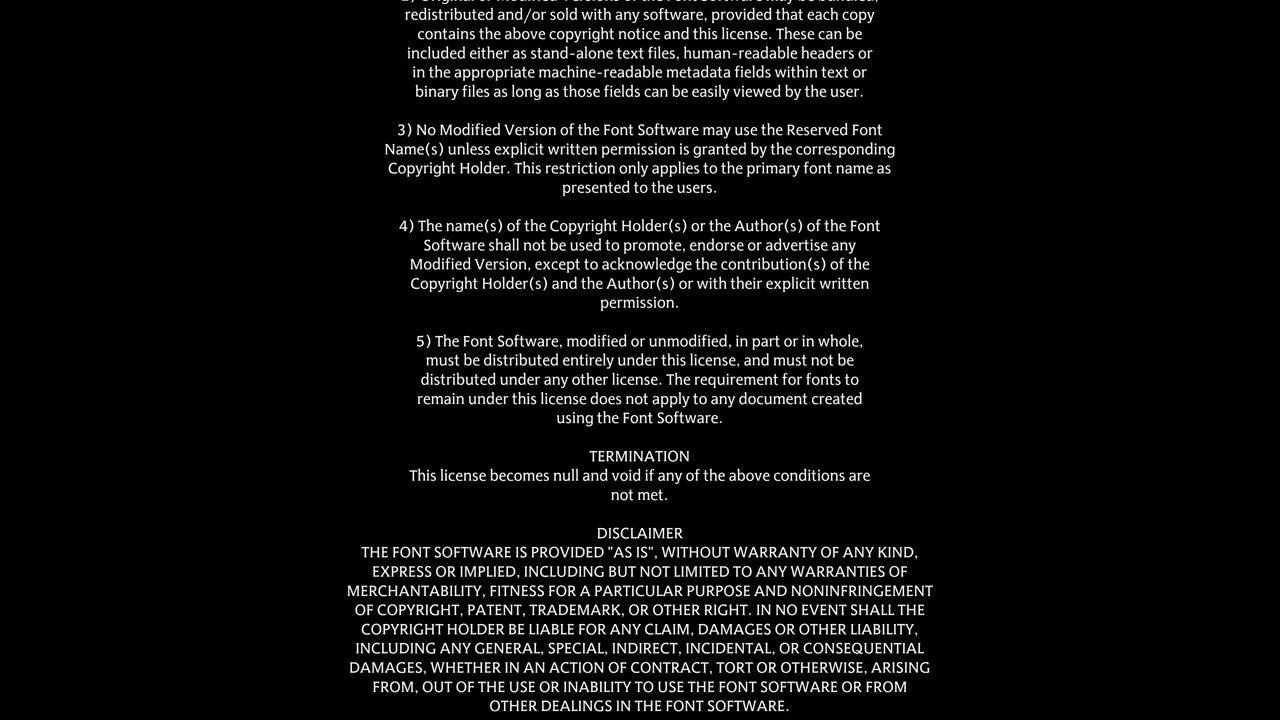 2) Original or Modified Versions of the Font Software may be bundled,
redistributed and/or sold with any software, provided that each copy
contains the above copyright notice and this license. These can be
included either as stand-alone text files, human-readable headers or
in the appropriate machine-readable metadata fields within text or
binary files as long as those fields can be easily viewed by the user.
3) No Modified Version of the Font Software may use the Reserved Font
Name(s) unless explicit written permission is granted by the corresponding
Copyright Holder. This restriction only applies to the primary font name as
presented to the users.
4) The name(s) of the Copyright Holder(s) or the Author(s) of the Font
Software shall not be used to promote, endorse or advertise any
Modified Version, except to acknowledge the contribution(s) of the
Copyright Holder(s) and the Author(s) or with their explicit written
permission.
5) The Font Software, modified or unmodified, in part or in whole,
must be distributed entirely under this license, and must not be
distributed under any other license. The requirement for fonts to
remain under this license does not apply to any document created
using the Font Software.
TERMINATION
This license becomes null and void if any of the above conditions are
not met.
DISCLAIMER
THE FONT SOFTWARE IS PROVIDED "AS IS", WITHOUT WARRANTY OF ANY KIND,
EXPRESS OR IMPLIED, INCLUDING BUT NOT LIMITED TO ANY WARRANTIES OF
MERCHANTABILITY, FITNESS FOR A PARTICULAR PURPOSE AND NONINFRINGEMENT
OF COPYRIGHT, PATENT, TRADEMARK, OR OTHER RIGHT. IN NO EVENT SHALL THE
COPYRIGHT HOLDER BE LIABLE FOR ANY CLAIM, DAMAGES OR OTHER LIABILITY,
INCLUDING ANY GENERAL, SPECIAL, INDIRECT, INCIDENTAL, OR CONSEQUENTIAL
DAMAGES, WHETHER IN AN ACTION OF CONTRACT, TORT OR OTHERWISE, ARISING
FROM, OUT OF THE USE OR INABILITY TO USE THE FONT SOFTWARE OR FROM
OTHER DEALINGS IN THE FONT SOFTWARE.